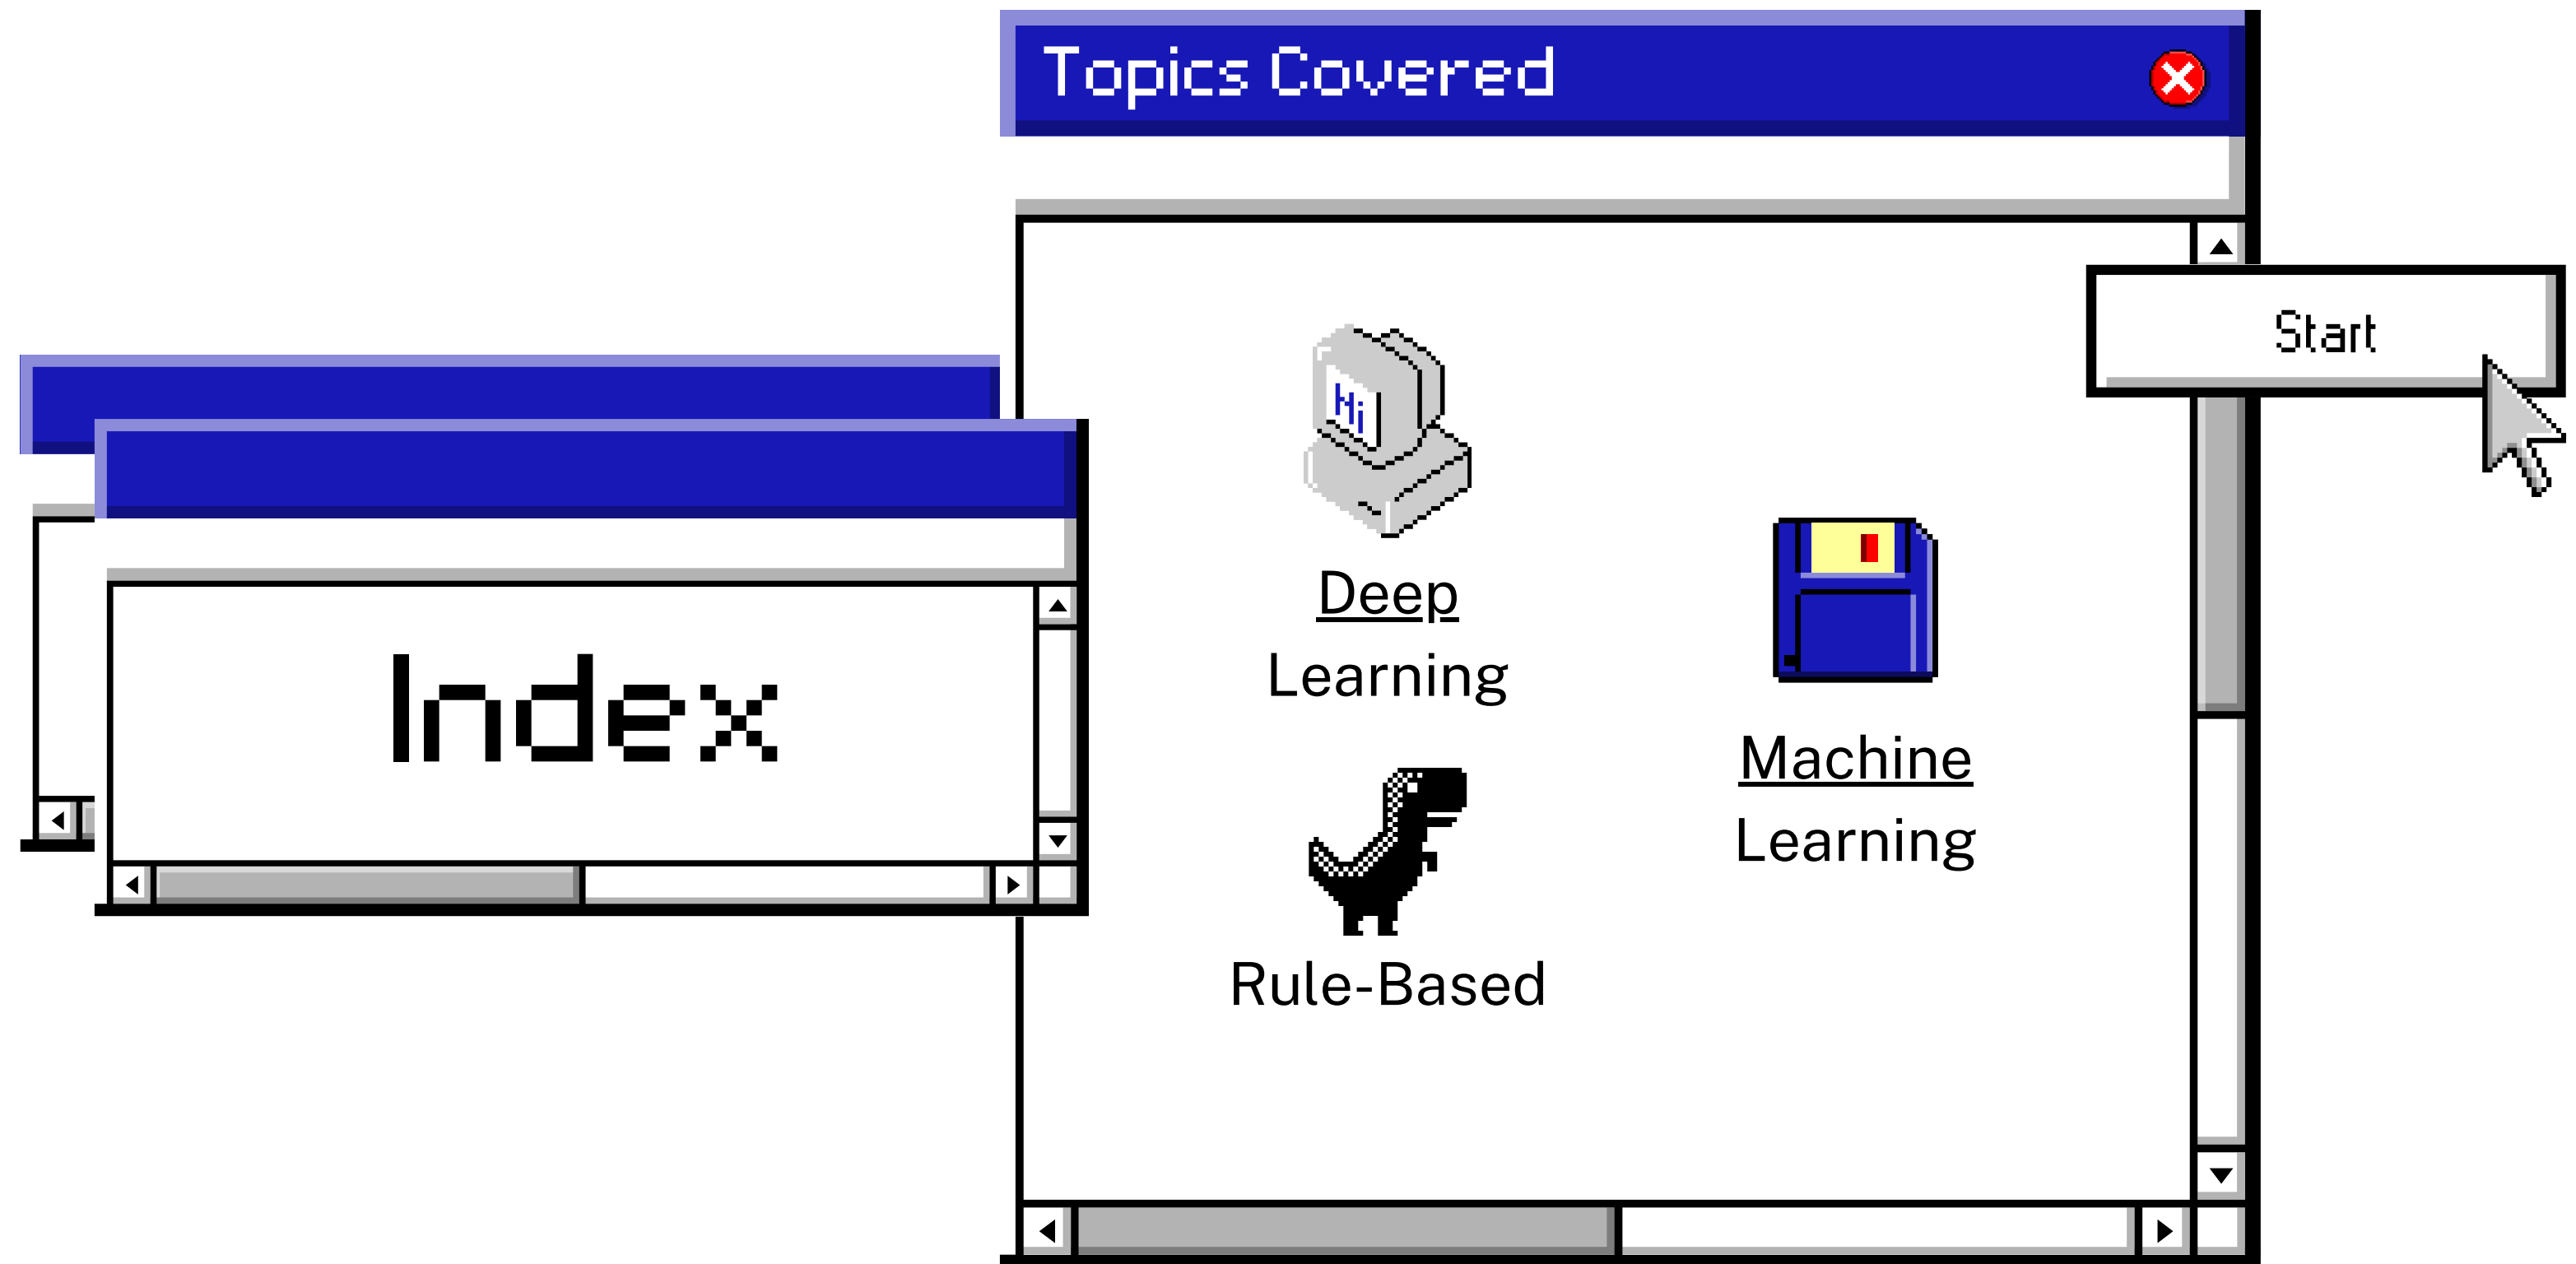 Topics Covered
Start
Hi
Deep
Learning
Index
Machine
Learning
Rule-Based